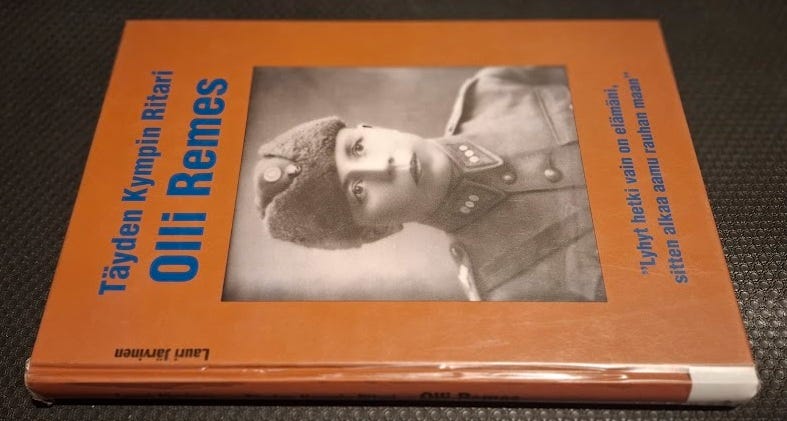 Lauri Järvinen
Täyden Kympin Ritari
Olli Remes
"Lyhyt hetki vain on elämäni,
sitten alkaa aamu rauhan maan"
Olli Remes